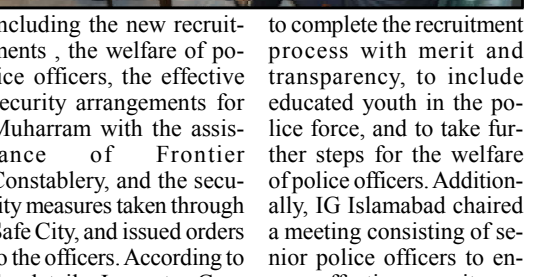 ncluding the new recruit-
ments , the welfare of po-
ice officers, the effective
ecurity arrangements for
Muharram with the assis-
ance of Frontier
Constablery, and the secu-
ity measures taken through
afe City, and issued orders
o the officers. According to
to complete the recruitment
process with merit and
transparency, to include
educated youth in the po-
lice force, and to take fur-
ther steps for the welfare
of police officers. Addition-
ally, IG Islamabad chaired
a meeting consisting of se-
nior police officers to en-